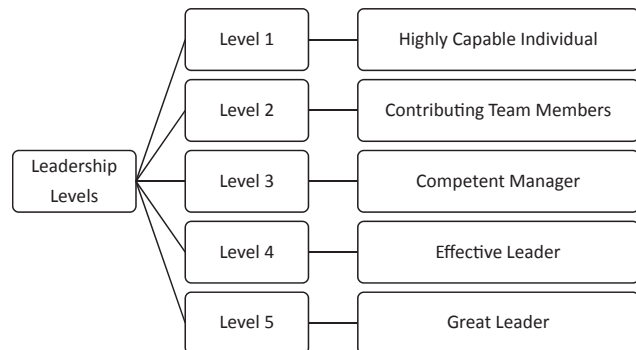 Leadership
Levels
Level 1
Highly Capable Individual
Level 2
Contributing Team Members
Level 3
Competent Manager
Level 4
Effective Leader
Level 5
Great Leader